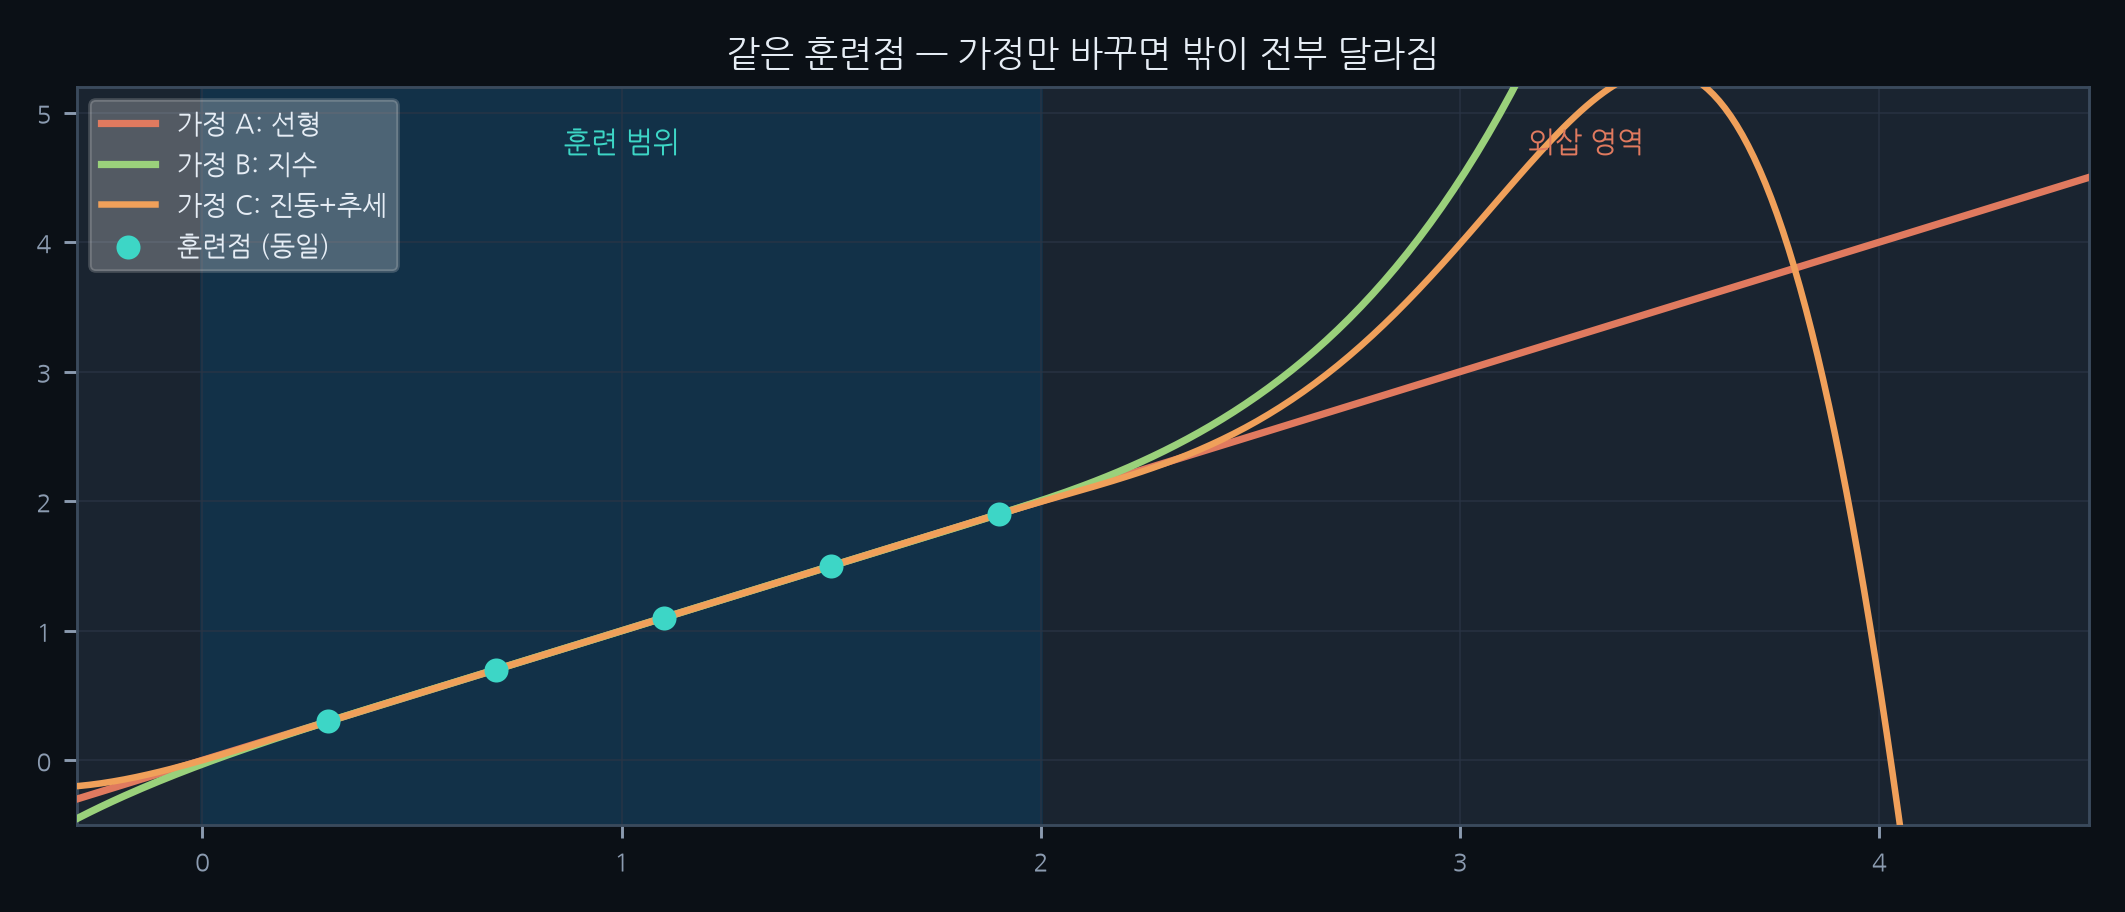 같은 훈련점 — 가정만 바꾸면 밖이 전부 달라짐
가정 A: 선형
가정 B: 지수
가정 C: 진동+추세
훈련점 (동일)
훈련 범위
외삽 영역
5
4
3
2
1
0
0 1 2 3 4